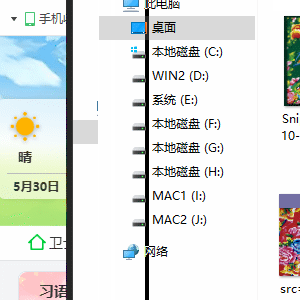 手机
晴
5月30日
卫
习语
此电脑
桌面
本地磁盘 (C:)
WIN2 (D:)
系统 (E:)
本地磁盘 (F:)
本地磁盘 (G:)
本地磁盘 (H:)
MAC1 (I:)
MAC2 (J:)
网络
Sni
10-
src